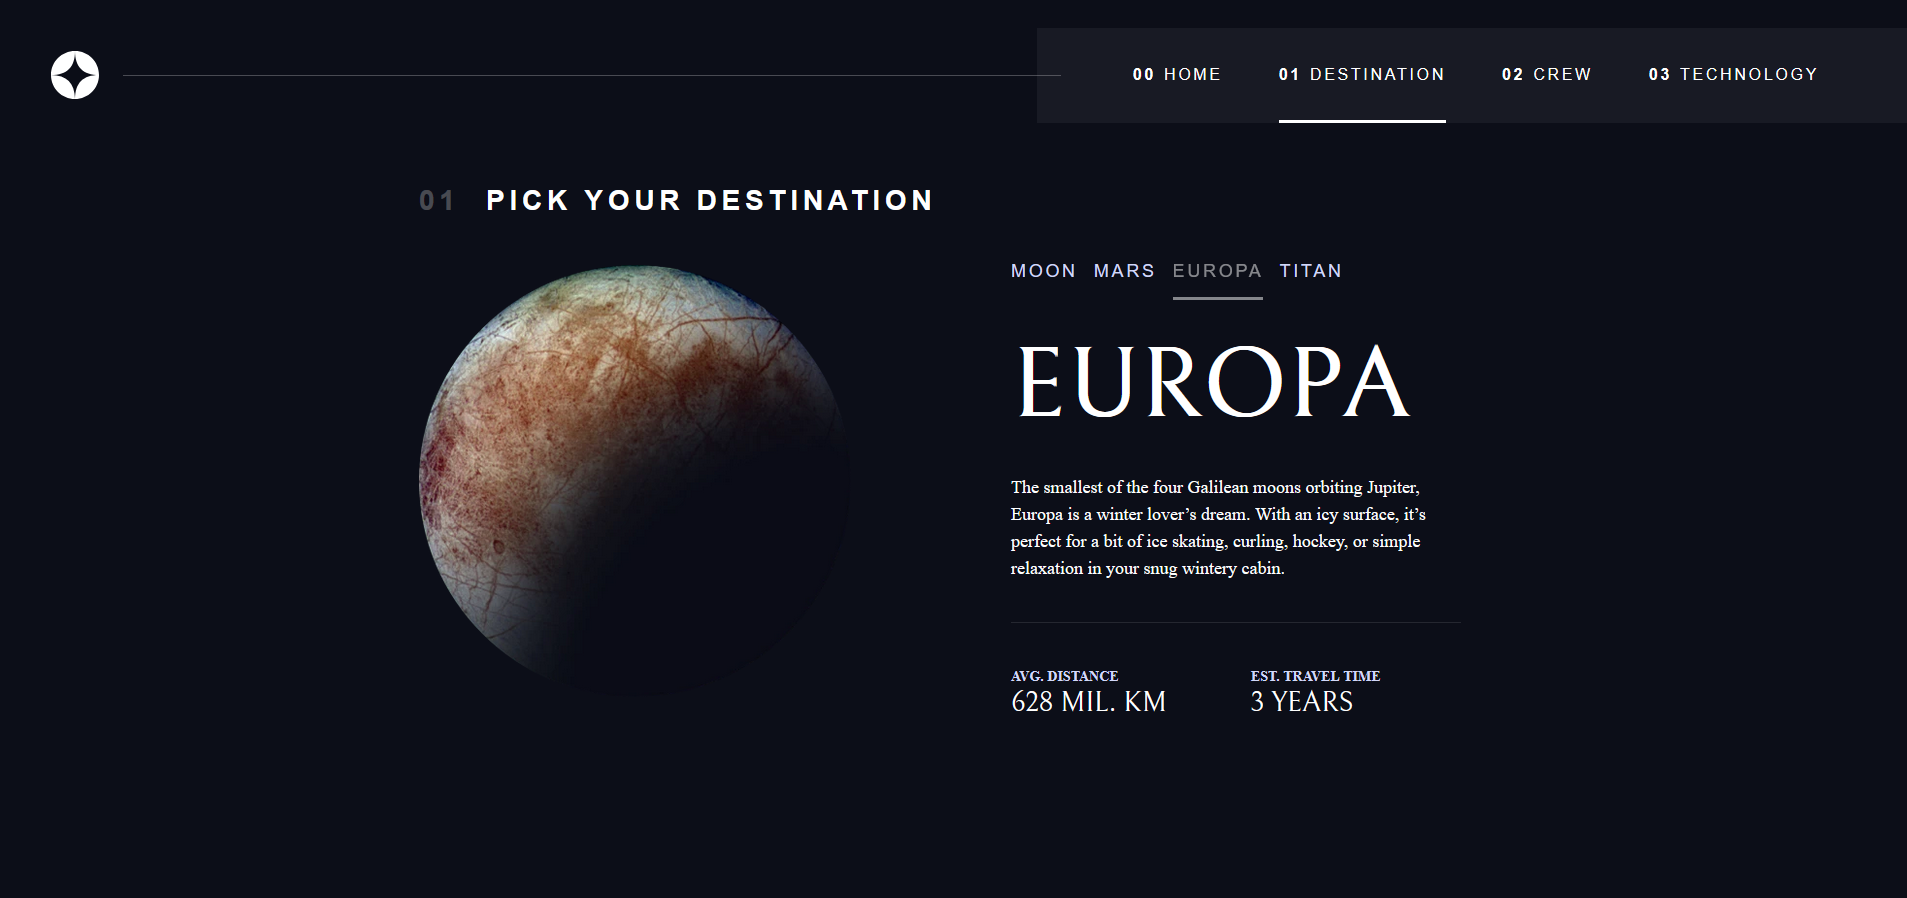 00 HOME 01 DESTINATION 02 CREW 03 TECHNOLOGY
01 PICK YOUR DESTINATION
MOON MARS EUROPA TITAN
EUROPA
The smallest of the four Galilean moons orbiting Jupiter,
Europa is a winter lover’s dream. With an icy surface, it’s
perfect for a bit of ice skating, curling, hockey, or simple
relaxation in your snug wintery cabin.
AVG. DISTANCE
628 MIL. KM
EST. TRAVEL TIME
3 YEARS